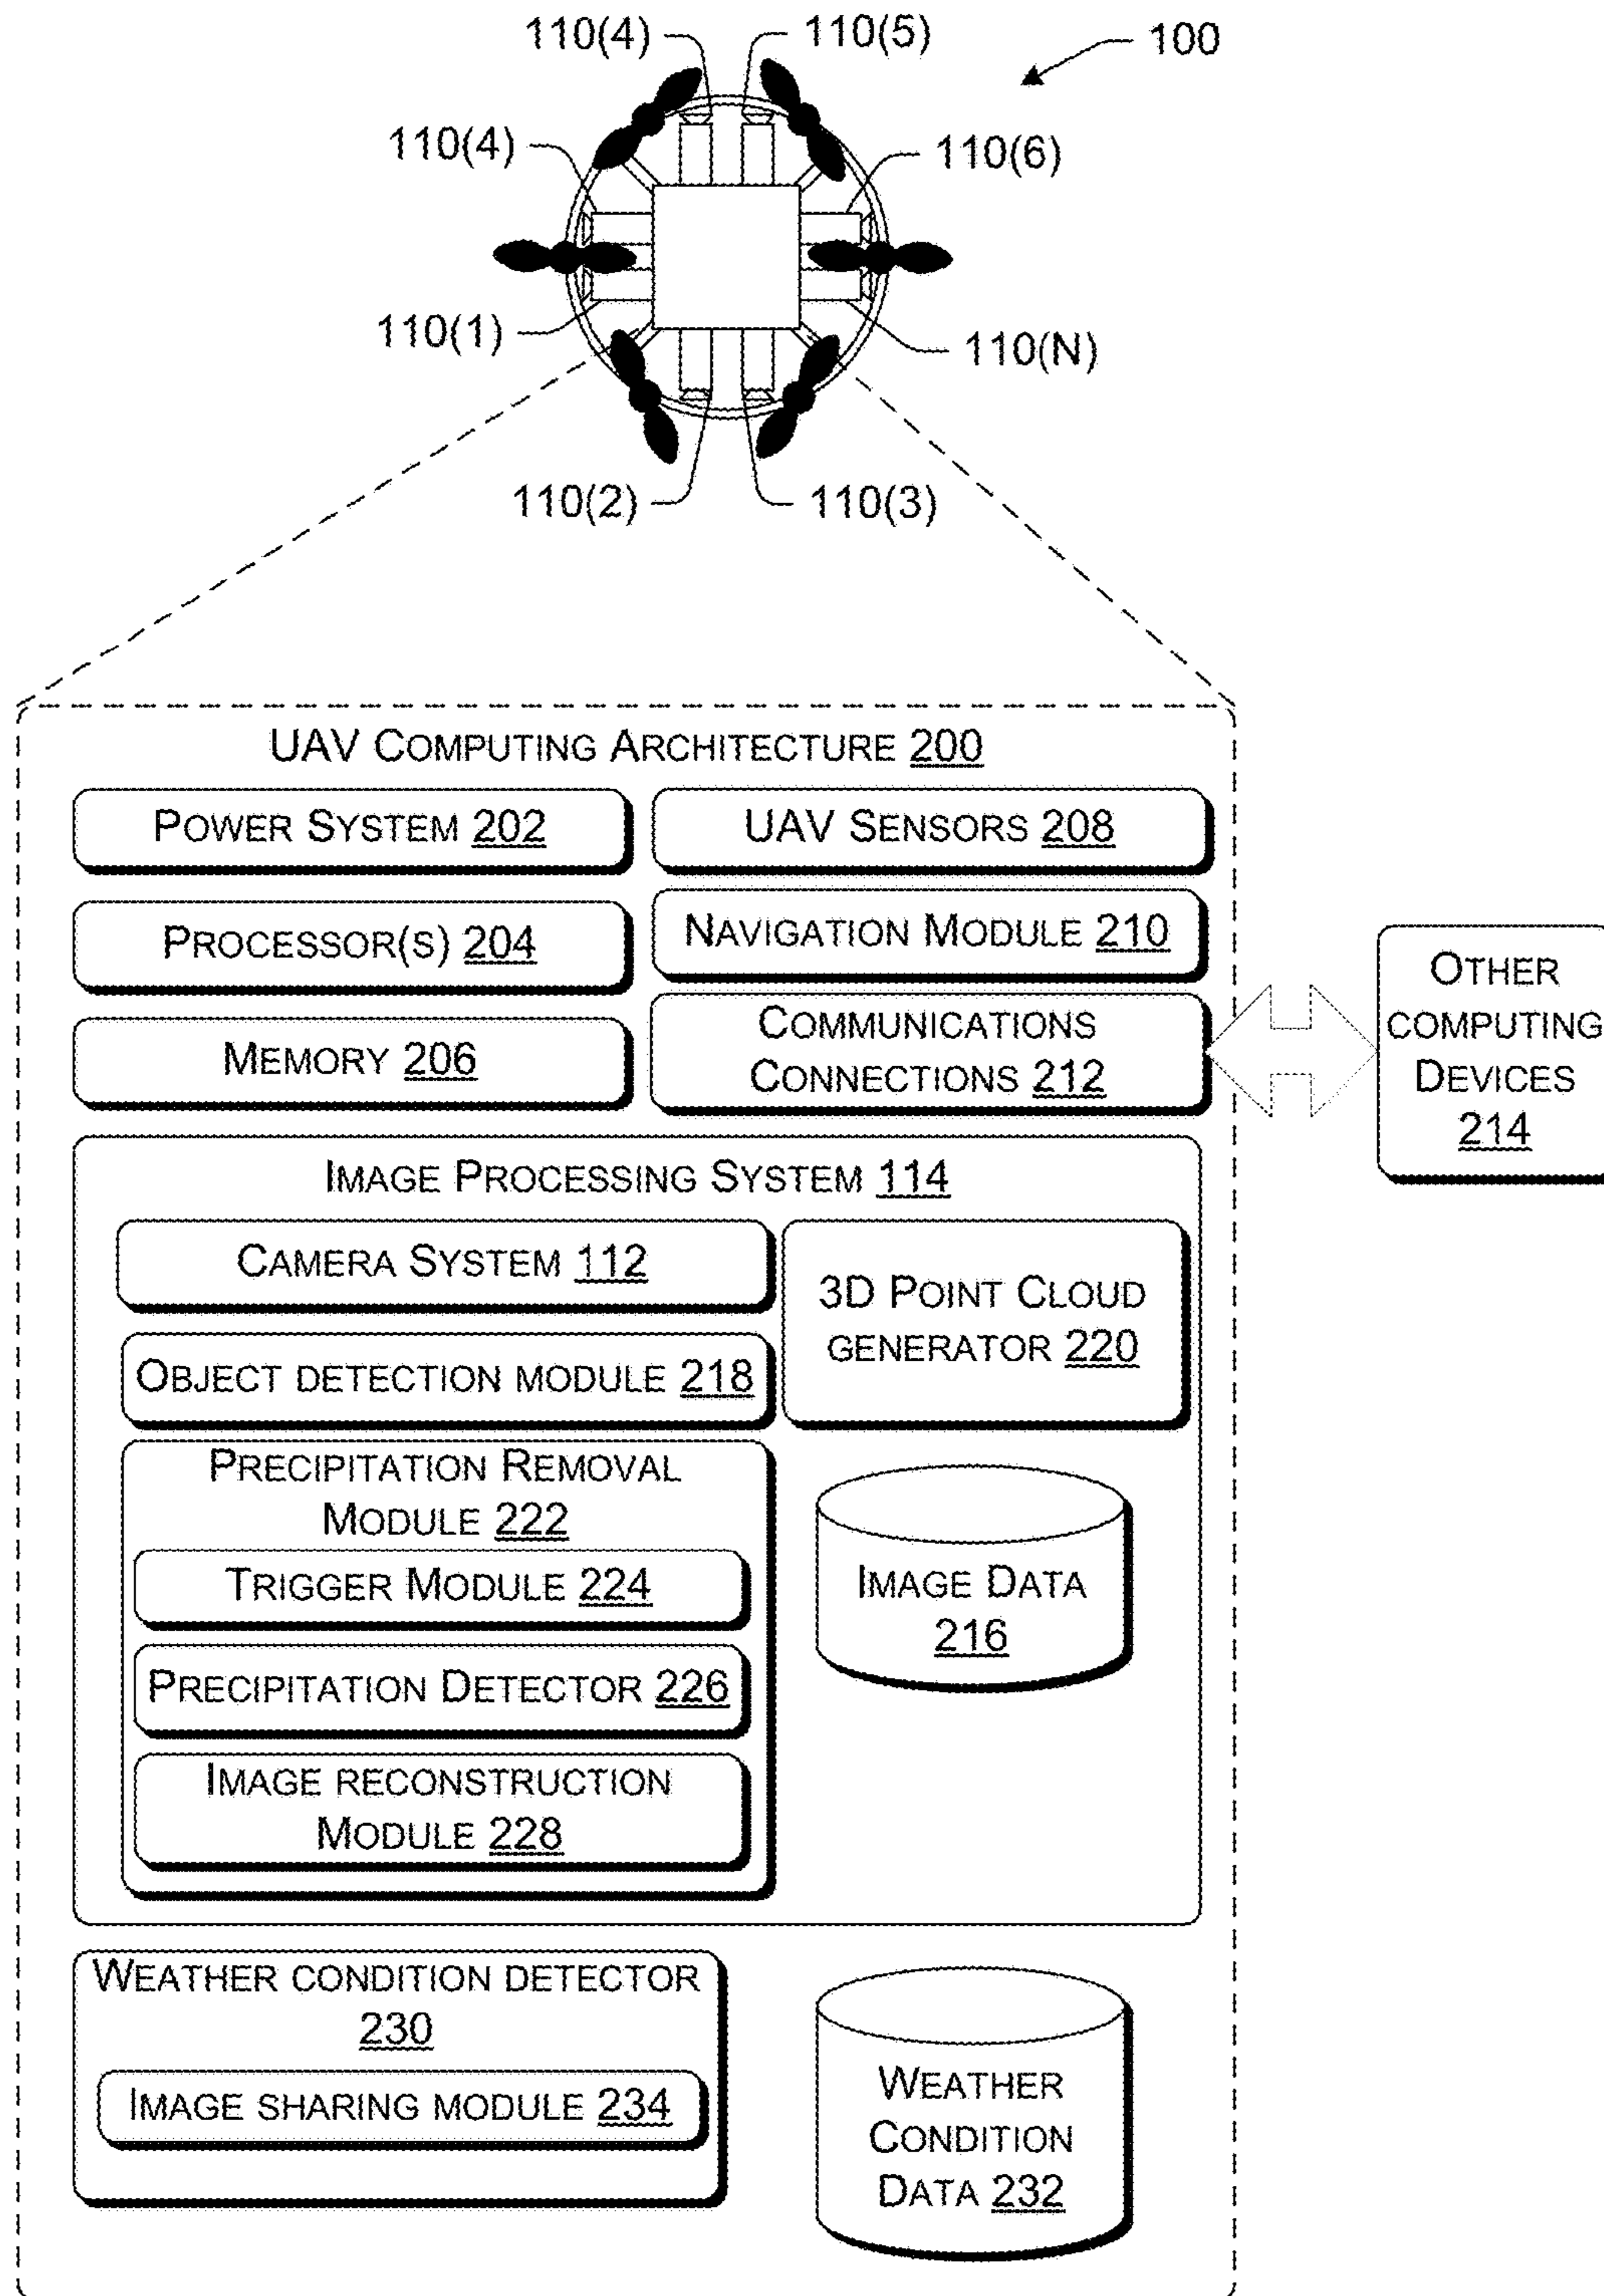 110(4)
110(5)
100
110(4)
110(6)
110(1)
110(N)
110(2)
110(3)
UAV COMPUTING ARCHITECTURE 200
POWER SYSTEM 202
UAV SENSORS 208
PROCESSOR(S) 204
NAVIGATION MODULE 210
MEMORY 206
COMMUNICATIONS
CONNECTIONS 212
OTHER
COMPUTING
DEVICES
214
IMAGE PROCESSING SYSTEM 114
CAMERA SYSTEM 112
3D POINT CLOUD
GENERATOR 220
OBJECT DETECTION MODULE 218
PRECIPITATION REMOVAL
MODULE 222
TRIGGER MODULE 224
PRECIPITATION DETECTOR 226
IMAGE RECONSTRUCTION
MODULE 228
IMAGE DATA
216
WEATHER CONDITION DETECTOR
230
IMAGE SHARING MODULE 234
WEATHER
CONDITION
DATA 232